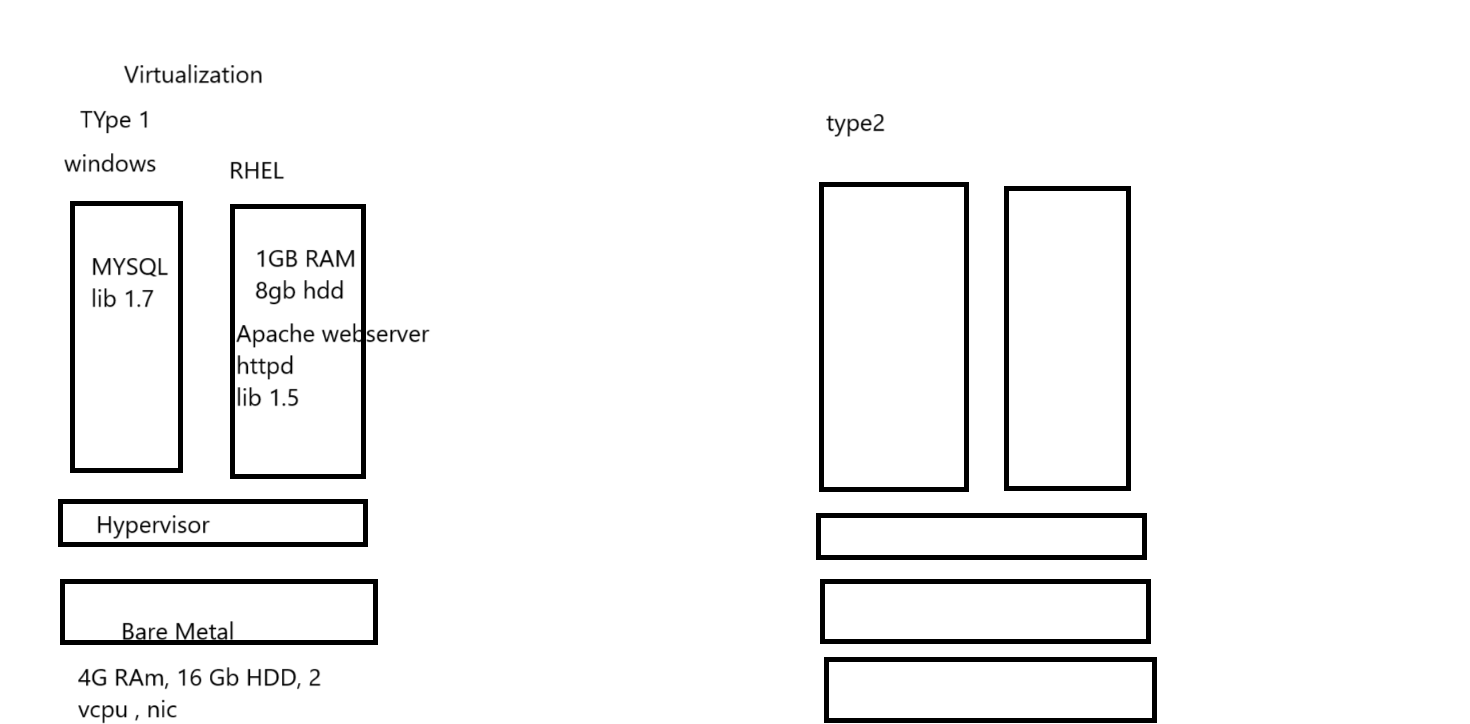 Virtualization
TYpe 1
type2
windows
RHEL
MYSQL
lib 1.7
1GB RAM
8gb hdd
Apache webserver
httpd
lib 1.5
Hypervisor
Bare Metal
4G RAm, 16 Gb HDD, 2
vcpu , nic